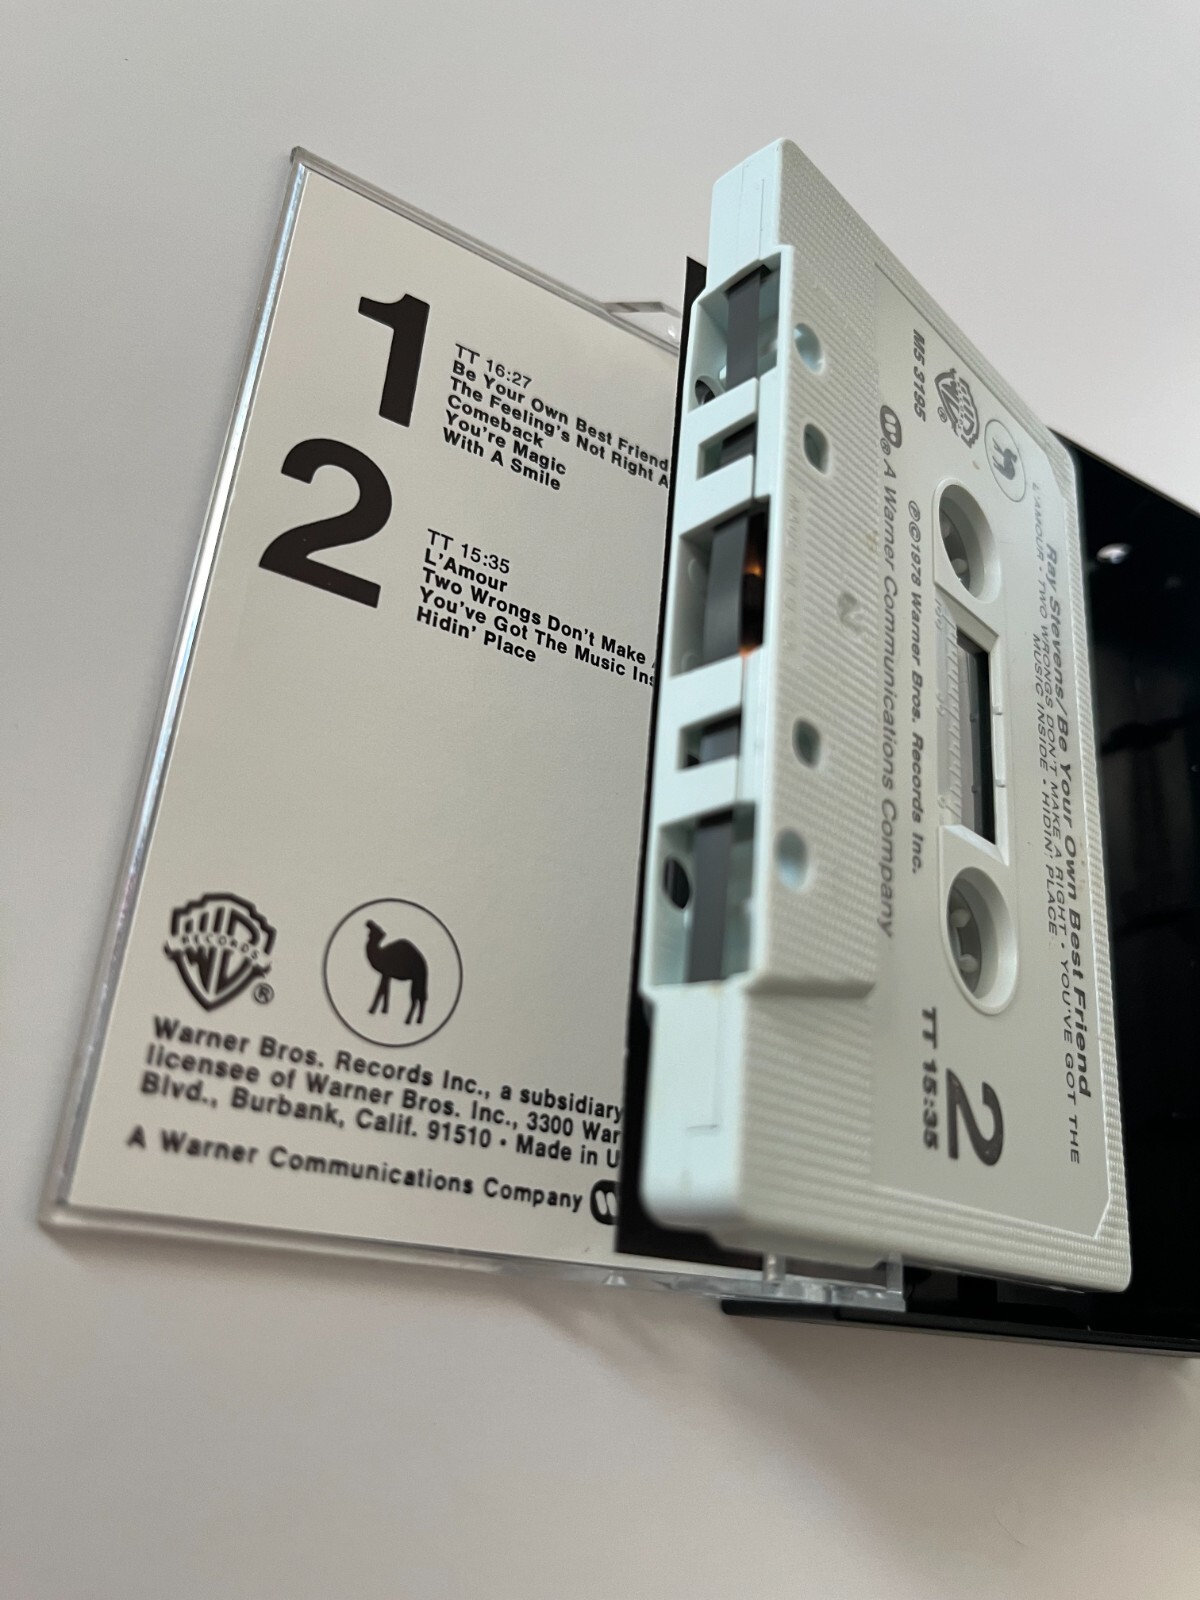 1
TT 16:27
Be Your Own Best Friend
The Feeling's Not Right A
Comeback
You're Magic
With A Smile
2
TT 15:35
L'Amour
Two Wrongs Don't Make
You've Got The Music Ins
Hidin' Place
RECORDS
®
Warner Bros. Records Inc., a subsidiary
licensee of Warner Bros. Inc., 3300 War
Blvd., Burbank, Calif. 91510 • Made in U
A Warner Communications Company
Ray Stevens/Be Your Own Best Friend
L'AMOUR • TWO WRONGS DON'T MAKE A RIGHT • YOU'VE GOT THE
MUSIC INSIDE • HIDIN' PLACE
2
TT 15:35
M5 3195
®
℗©1978 Warner Bros. Records Inc.
® A Warner Communications Company